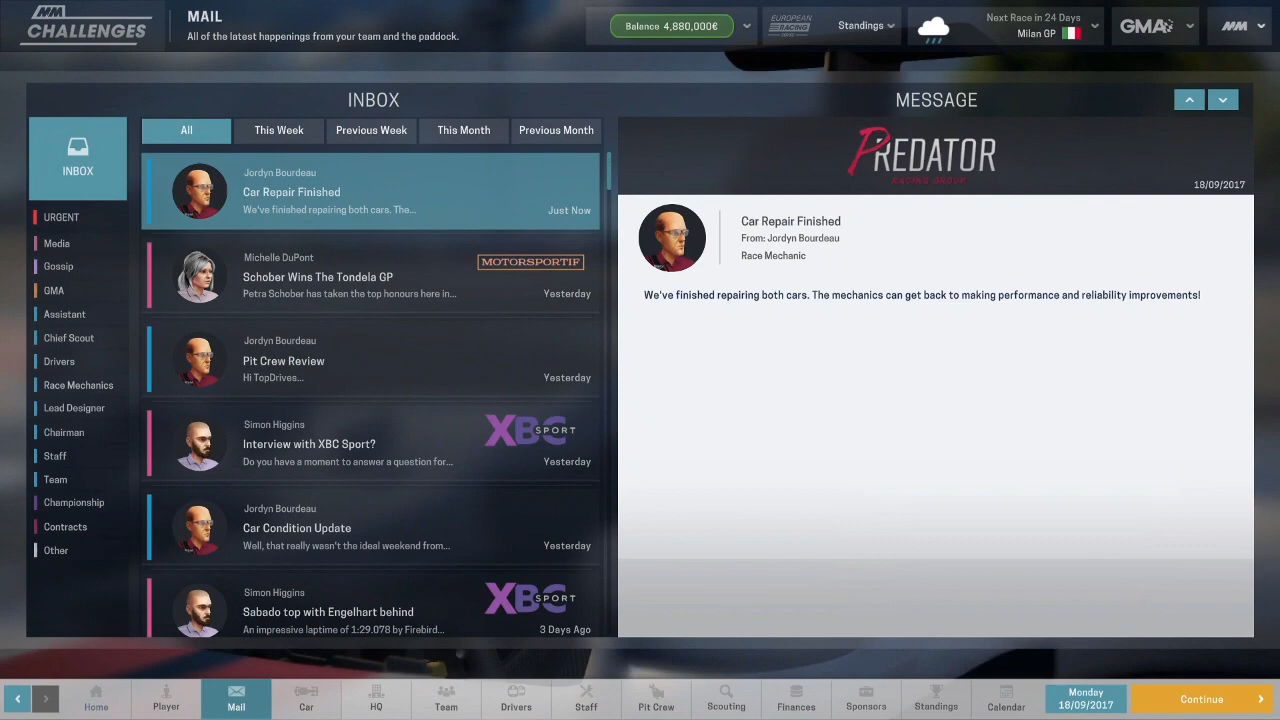 MM
CHALLENGES
MAIL
All of the latest happenings from your team and the paddock.
Balance 4,880,000€
EUROPEAN
RACING
SERIES
Standings
Next Race in 24 Days
Milan GP
GMA
MM
INBOX
MESSAGE
INBOX
All
This Week
Previous Week
This Month
Previous Month
URGENT
Media
Gossip
GMA
Assistant
Chief Scout
Drivers
Race Mechanics
Lead Designer
Chairman
Staff
Team
Championship
Contracts
Other
Jordyn Bourdeau
Car Repair Finished
We've finished repairing both cars. The...
Just Now
Michelle DuPont
MOTORSPORTIF
Schober Wins The Tondela GP
Petra Schober has taken the top honours here in...
Yesterday
Jordyn Bourdeau
Pit Crew Review
Hi TopDrives...
Yesterday
Simon Higgins
XBC SPORT
Interview with XBC Sport?
Do you have a moment to answer a question for...
Yesterday
Jordyn Bourdeau
Car Condition Update
Well, that really wasn't the ideal weekend from...
Yesterday
Simon Higgins
XBC SPORT
Sabado top with Engelhart behind
An impressive laptime of 1:29.078 by Firebird...
3 Days Ago
PREDATOR
RACING GROUP
18/09/2017
Car Repair Finished
From: Jordyn Bourdeau
Race Mechanic
We've finished repairing both cars. The mechanics can get back to making performance and reliability improvements!
Home
Player
Mail
Car
HQ
Team
Drivers
Staff
Pit Crew
Scouting
Finances
Sponsors
Standings
Calendar
Monday
18/09/2017
Continue